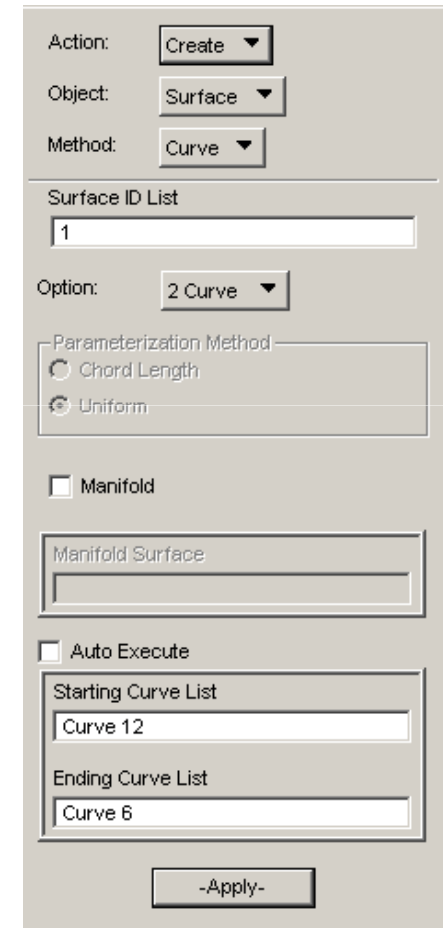 Action: Create
Object: Surface
Method: Curve
Surface ID List
1
Option: 2 Curve
Parameterization Method
Chord Length
Uniform
Manifold
Manifold Surface
Auto Execute
Starting Curve List
Curve 12
Ending Curve List
Curve 6
-Apply-